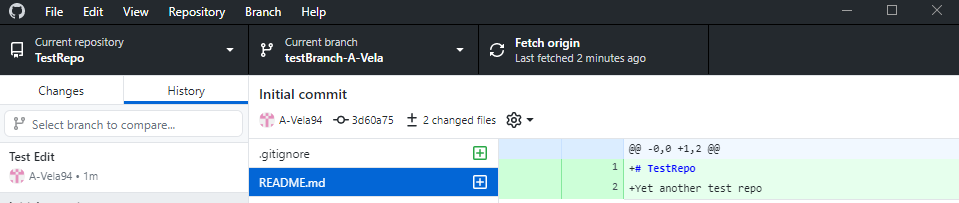 File Edit View Repository Branch Help
Current repository
TestRepo
Current branch
testBranch-A-Vela
Fetch origin
Last fetched 2 minutes ago
Changes History
Select branch to compare...
Test Edit
A-Vela94 • 1m
Initial commit
A-Vela94 3d60a75 2 changed files
.gitignore
README.md
@@ -0,0 +1,2 @@
1 +# TestRepo
2 +Yet another test repo